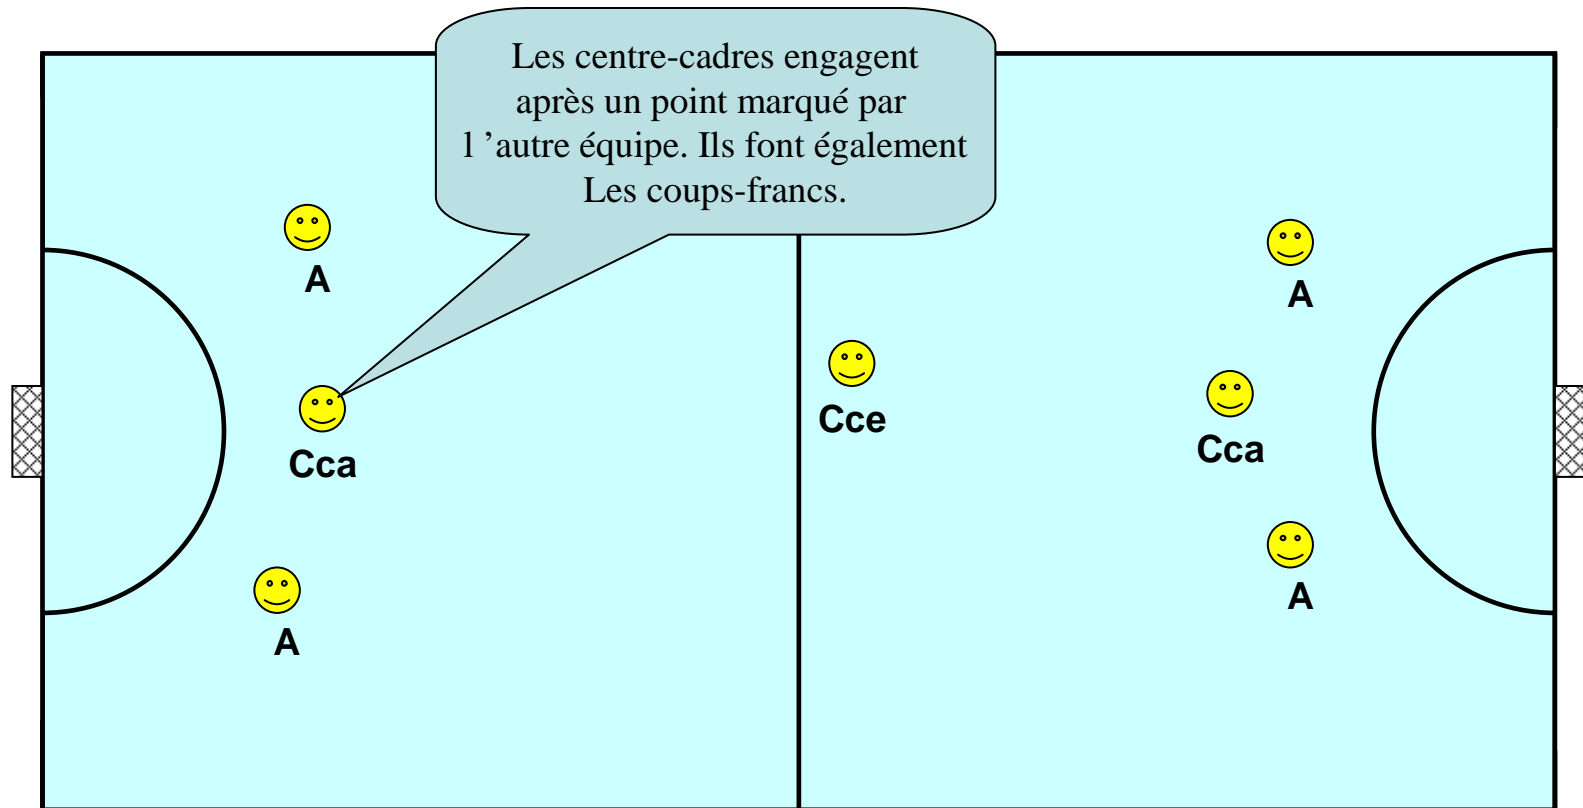 Les centre-cadres engagent
après un point marqué par
l ’autre équipe. Ils font également
Les coups-francs.
A
A
Cce
Cca
Cca
A
A